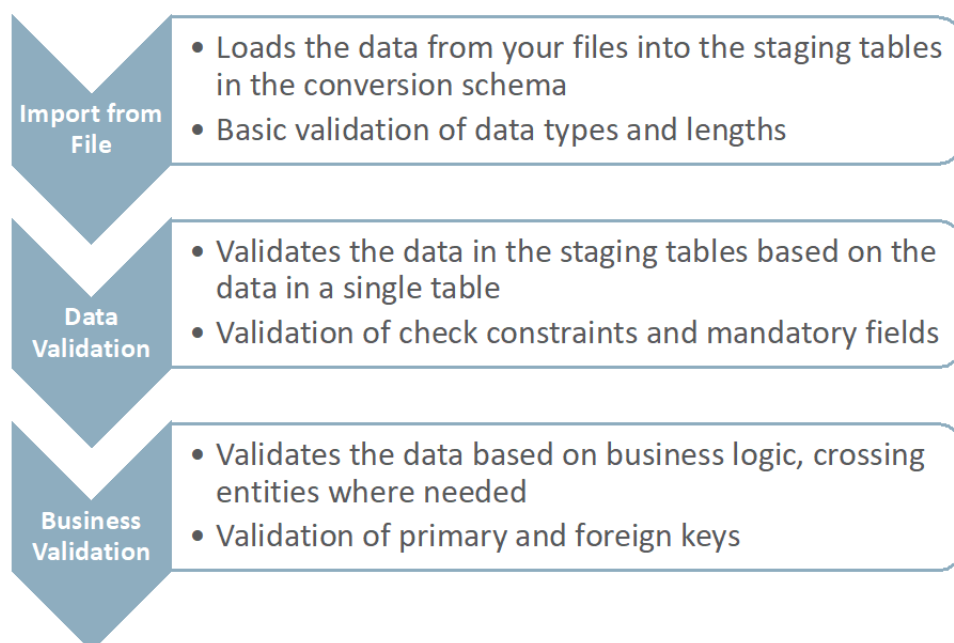 Import from
File
• Loads the data from your files into the staging tables
in the conversion schema
• Basic validation of data types and lengths
Data
Validation
• Validates the data in the staging tables based on the
data in a single table
• Validation of check constraints and mandatory fields
Business
Validation
• Validates the data based on business logic, crossing
entities where needed
• Validation of primary and foreign keys